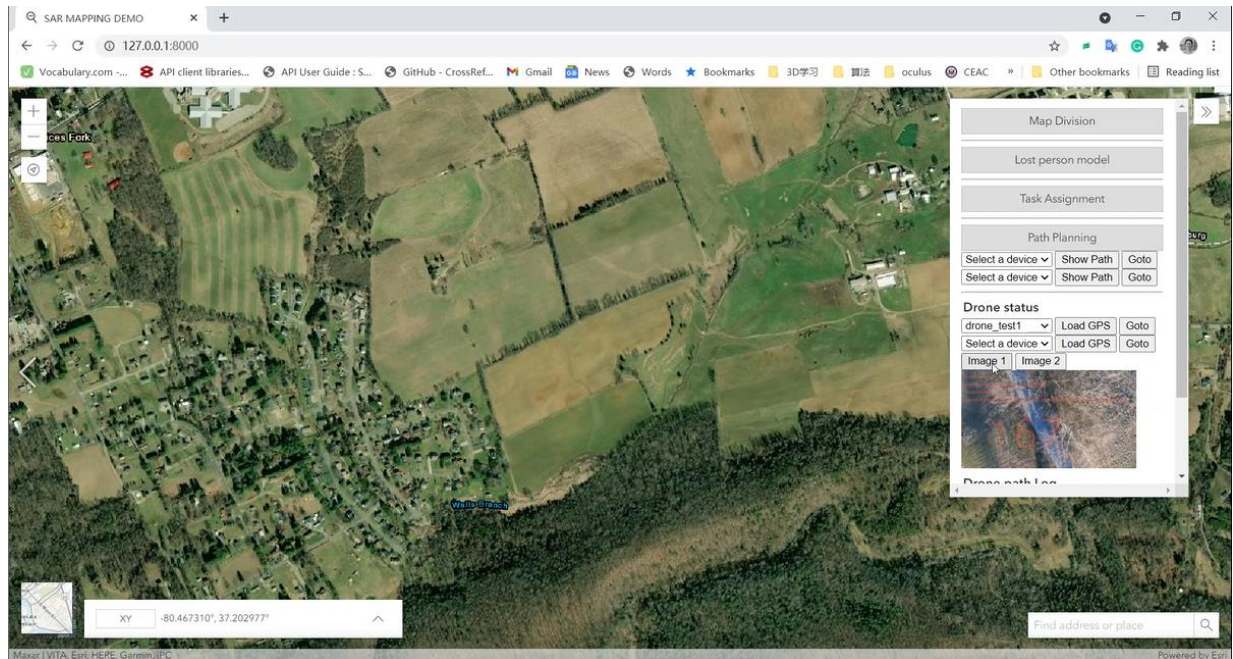 SAR MAPPING DEMO
127.0.0.1:8000
Vocabulary.com -...
API client libraries...
API User Guide : S...
GitHub - CrossRef...
Gmail
News
Words
Bookmarks
3D学习
算法
oculus
CEAC
»
Other bookmarks
Reading list
ices Fork
Map Division
Lost person model
Task Assignment
Path Planning
Select a device Show Path Goto
Select a device Show Path Goto
Drone status
drone_test1 Load GPS Goto
Select a device Load GPS Goto
Image 1 Image 2
Drone path Log
burg
Walls Branch
XY -80.467310°, 37.202977°
Find address or place
Maxar | VITA, Esri, HERE, Garmin, iPC
Powered by Esri